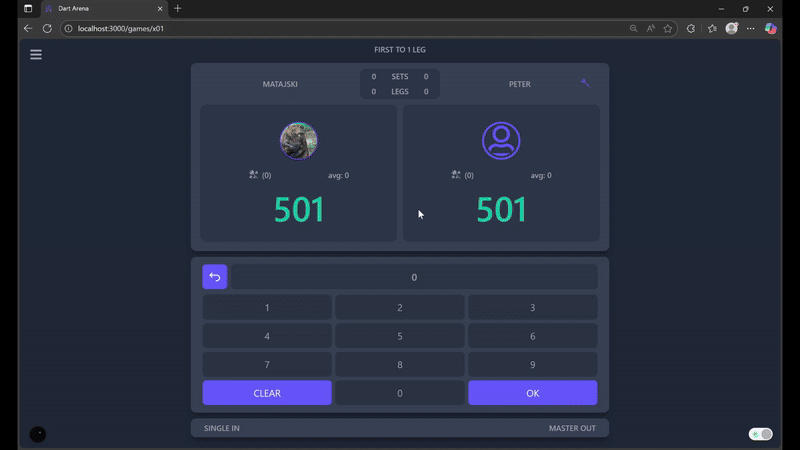 Dart Arena
localhost:3000/games/x01
FIRST TO 1 LEG
MATAJSKI
0 SETS 0
0 LEGS 0
PETER
(0) avg: 0
(0) avg: 0
501
501
0
1 2 3
4 5 6
7 8 9
CLEAR 0 OK
SINGLE IN MASTER OUT